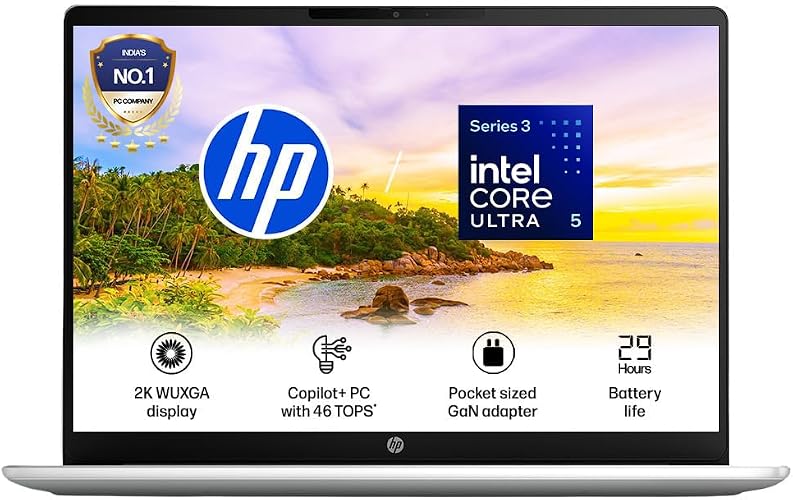 INDIA'S
NO.1
PC COMPANY
hp
Series 3
intel
CORE
ULTRA 5
2K WUXGA
display
Copilot+ PC
with 46 TOPS*
Pocket sized
GaN adapter
29
Hours
Battery
life
hp